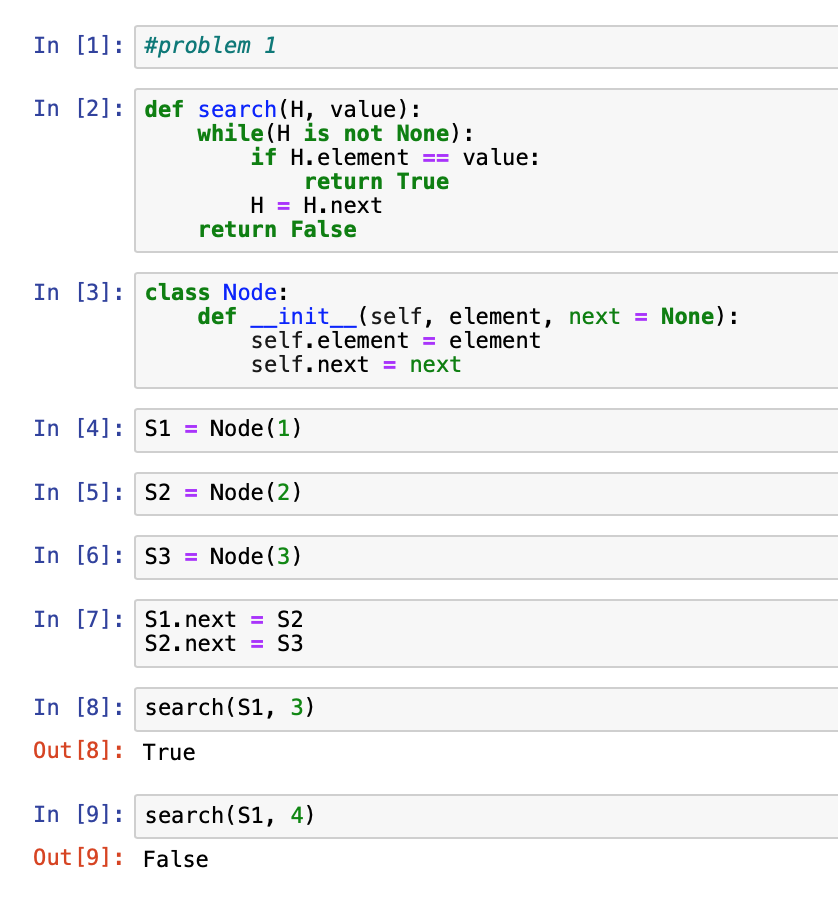 In [1]: #problem 1
In [2]: def search(H, value):
    while(H is not None):
        if H.element == value:
            return True
        H = H.next
    return False
In [3]: class Node:
    def __init__(self, element, next = None):
        self.element = element
        self.next = next
In [4]: S1 = Node(1)
In [5]: S2 = Node(2)
In [6]: S3 = Node(3)
In [7]: S1.next = S2
S2.next = S3
In [8]: search(S1, 3)
Out[8]: True
In [9]: search(S1, 4)
Out[9]: False